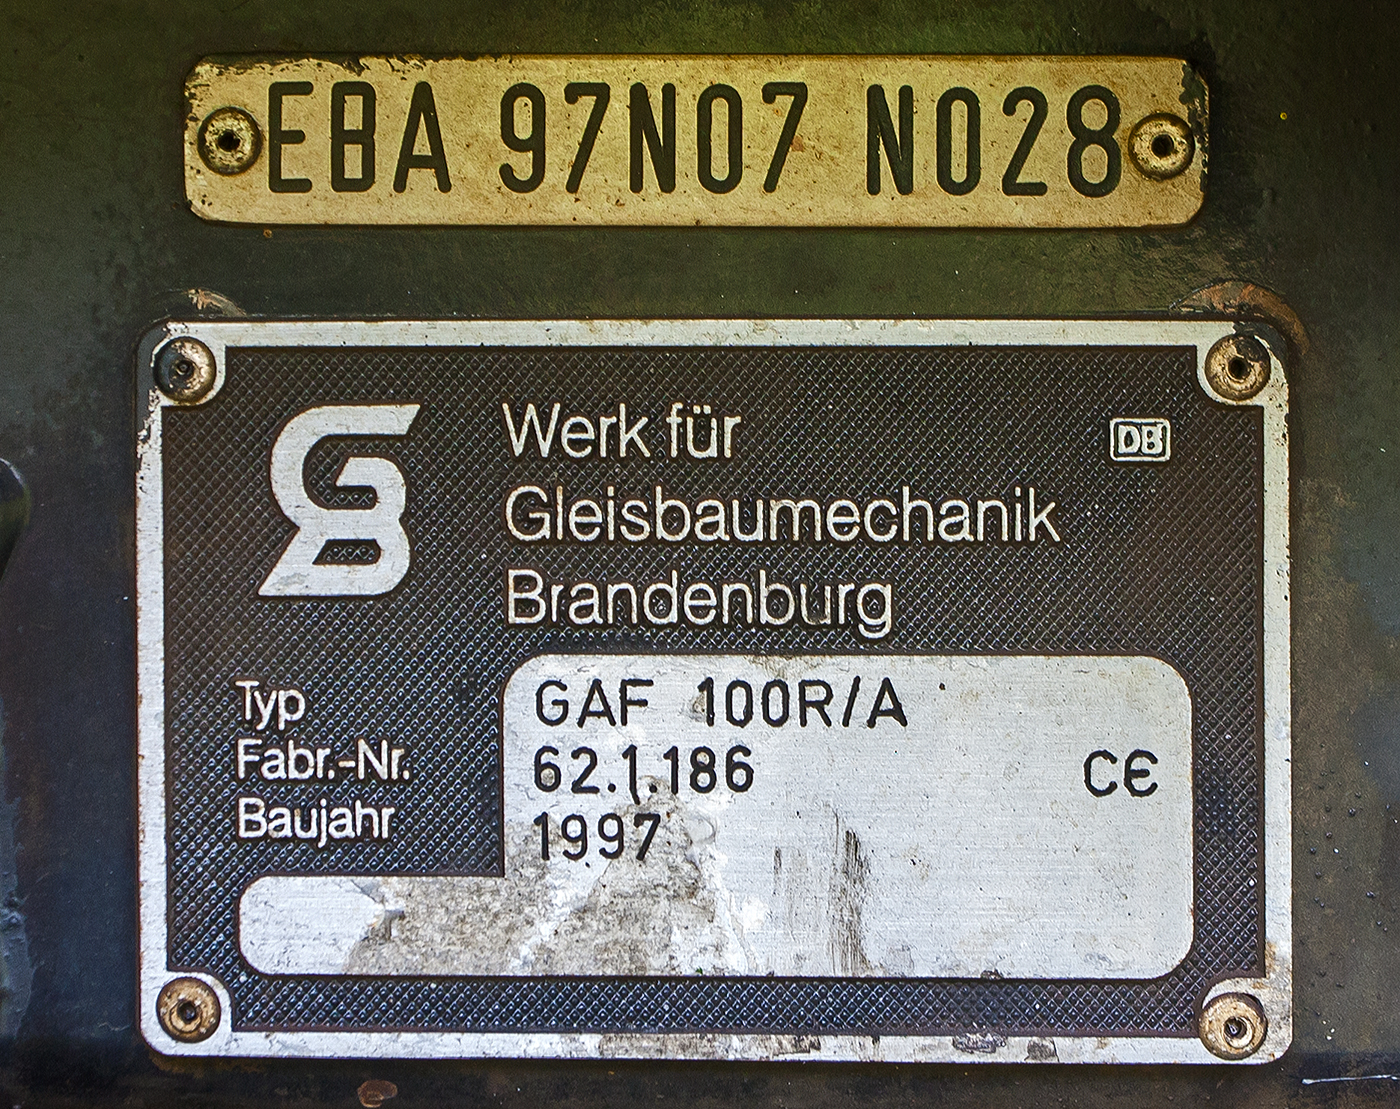 EBA 97N07 N028
GB
Werk für
Gleisbaumechanik
Brandenburg
DB
Typ GAF 100R/A
Fabr.-Nr. 62.1.186 CE
Baujahr 1997